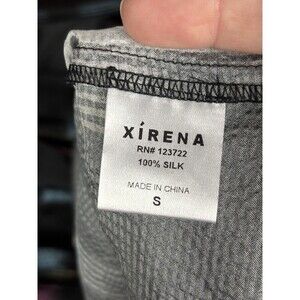 XíRENA
RN# 123722
100% SILK
MADE IN CHINA
S